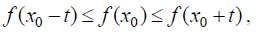 f(x₀ − t) ≤ f(x₀) ≤ f(x₀ + t),